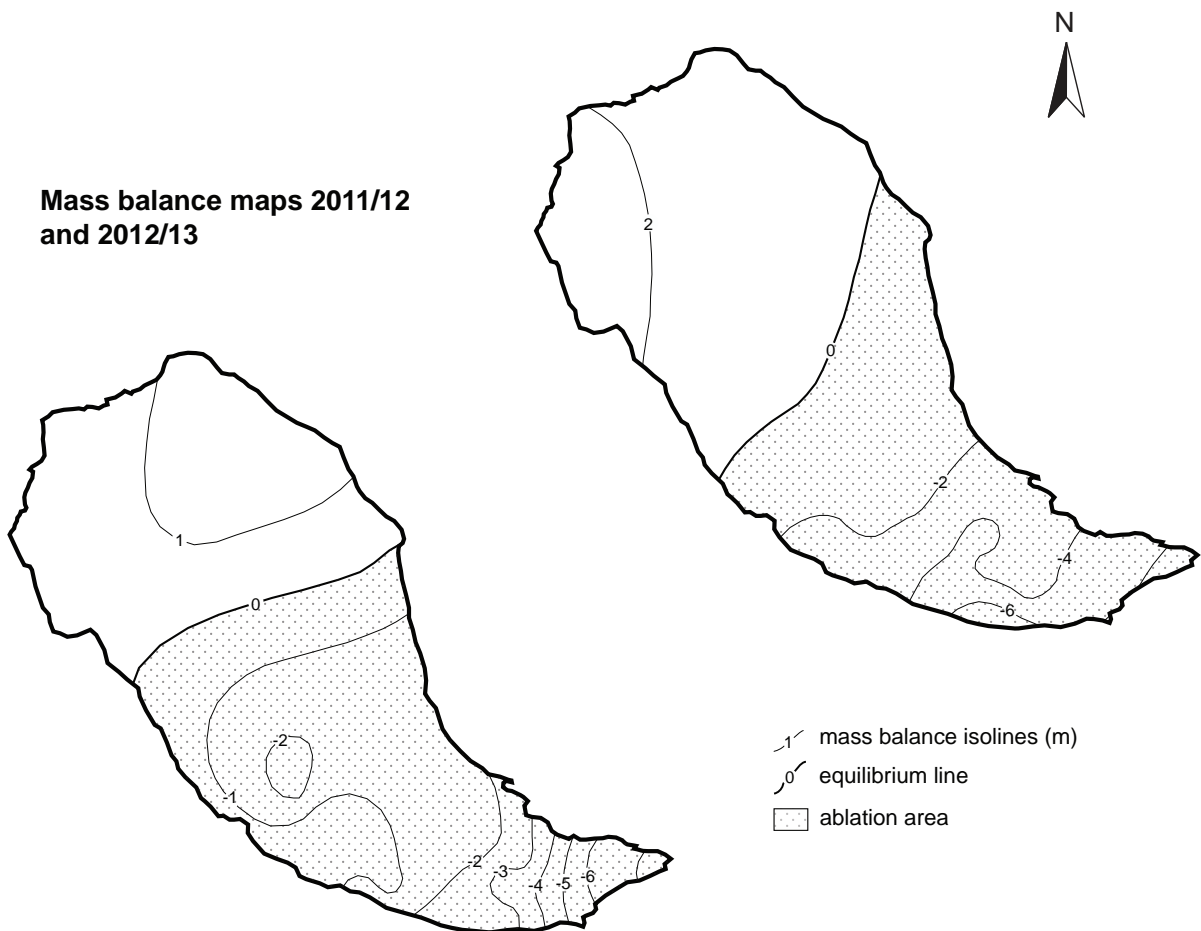 N
Mass balance maps 2011/12
and 2012/13
2
0
-2
-4
-6
1
0
-2
-1
-2
-3
-4
-5
-6
1 mass balance isolines (m)
0 equilibrium line
ablation area